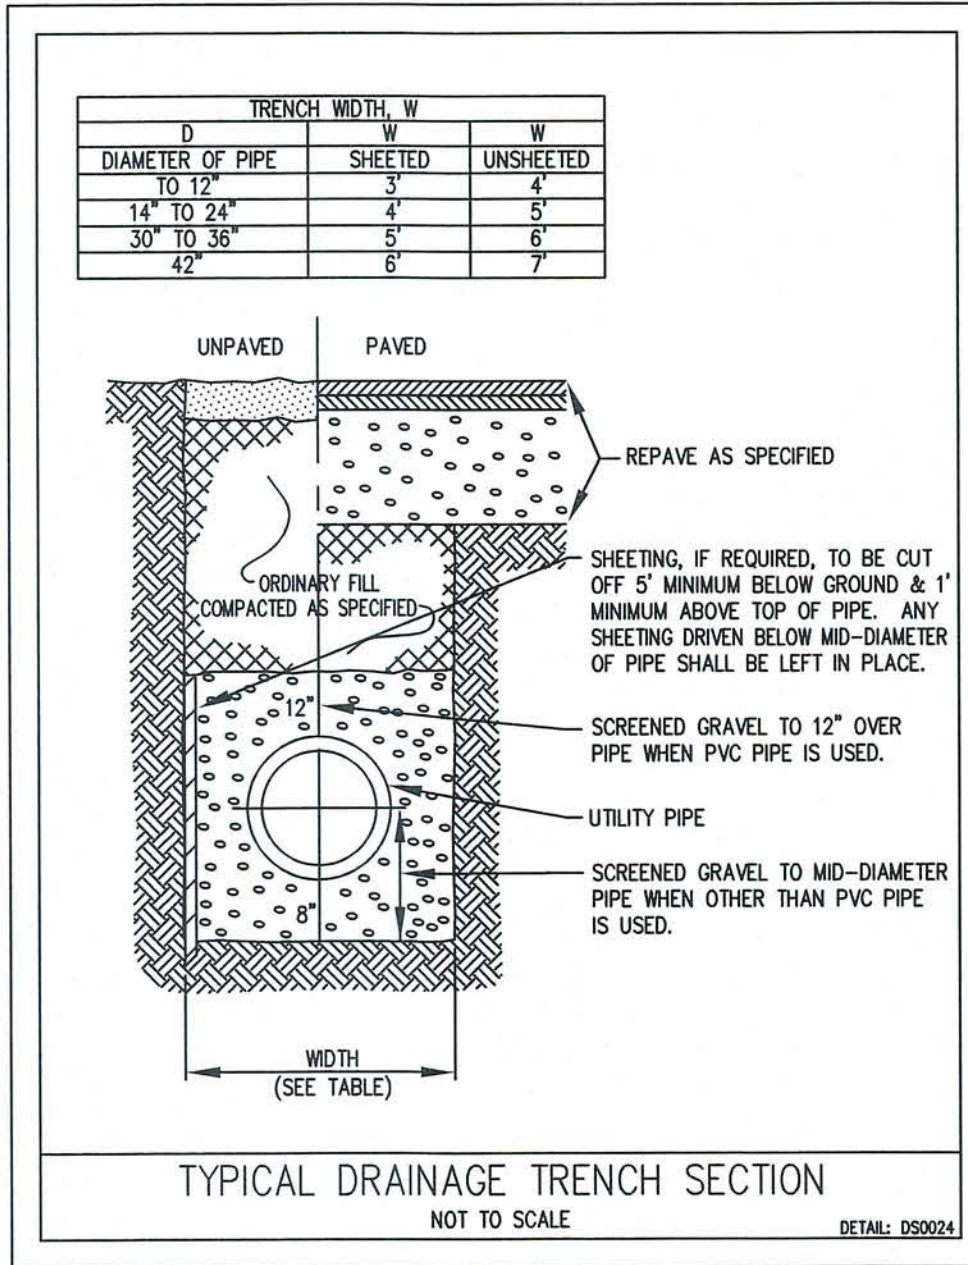 TRENCH WIDTH, W
D W W
DIAMETER OF PIPE SHEETED UNSHEETED
TO 12" 3' 4'
14" TO 24" 4' 5'
30" TO 36" 5' 6'
42" 6' 7'
UNPAVED PAVED
REPAVE AS SPECIFIED
ORDINARY FILL
COMPACTED AS SPECIFIED
SHEETING, IF REQUIRED, TO BE CUT
OFF 5' MINIMUM BELOW GROUND & 1'
MINIMUM ABOVE TOP OF PIPE. ANY
SHEETING DRIVEN BELOW MID-DIAMETER
OF PIPE SHALL BE LEFT IN PLACE.
12"
SCREENED GRAVEL TO 12" OVER
PIPE WHEN PVC PIPE IS USED.
UTILITY PIPE
SCREENED GRAVEL TO MID-DIAMETER
PIPE WHEN OTHER THAN PVC PIPE
IS USED.
8"
WIDTH
(SEE TABLE)
TYPICAL DRAINAGE TRENCH SECTION
NOT TO SCALE
DETAIL: DS0024